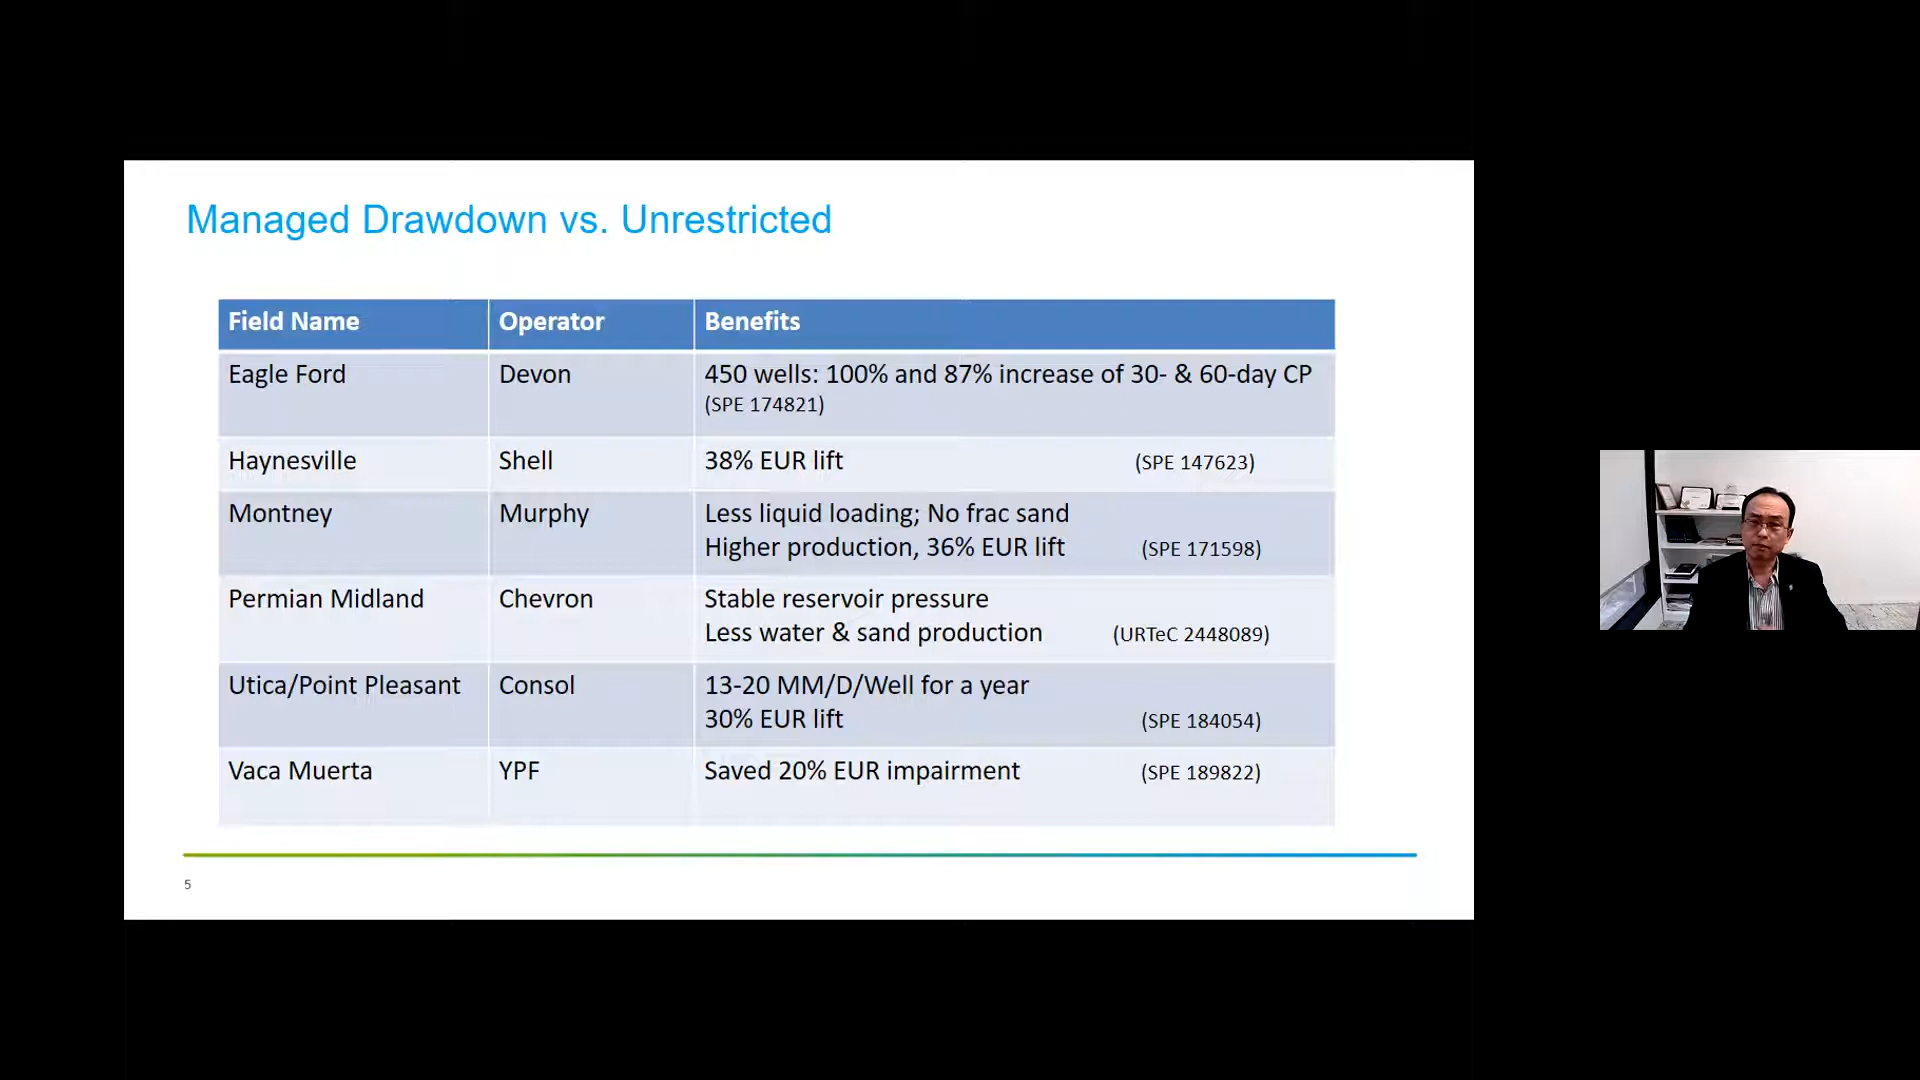 Managed Drawdown vs. Unrestricted
Field Name Operator Benefits
Eagle Ford Devon 450 wells: 100% and 87% increase of 30- & 60-day CP
(SPE 174821)
Haynesville Shell 38% EUR lift (SPE 147623)
Montney Murphy Less liquid loading; No frac sand
Higher production, 36% EUR lift (SPE 171598)
Permian Midland Chevron Stable reservoir pressure
Less water & sand production (URTeC 2448089)
Utica/Point Pleasant Consol 13-20 MM/D/Well for a year
30% EUR lift (SPE 184054)
Vaca Muerta YPF Saved 20% EUR impairment (SPE 189822)
5